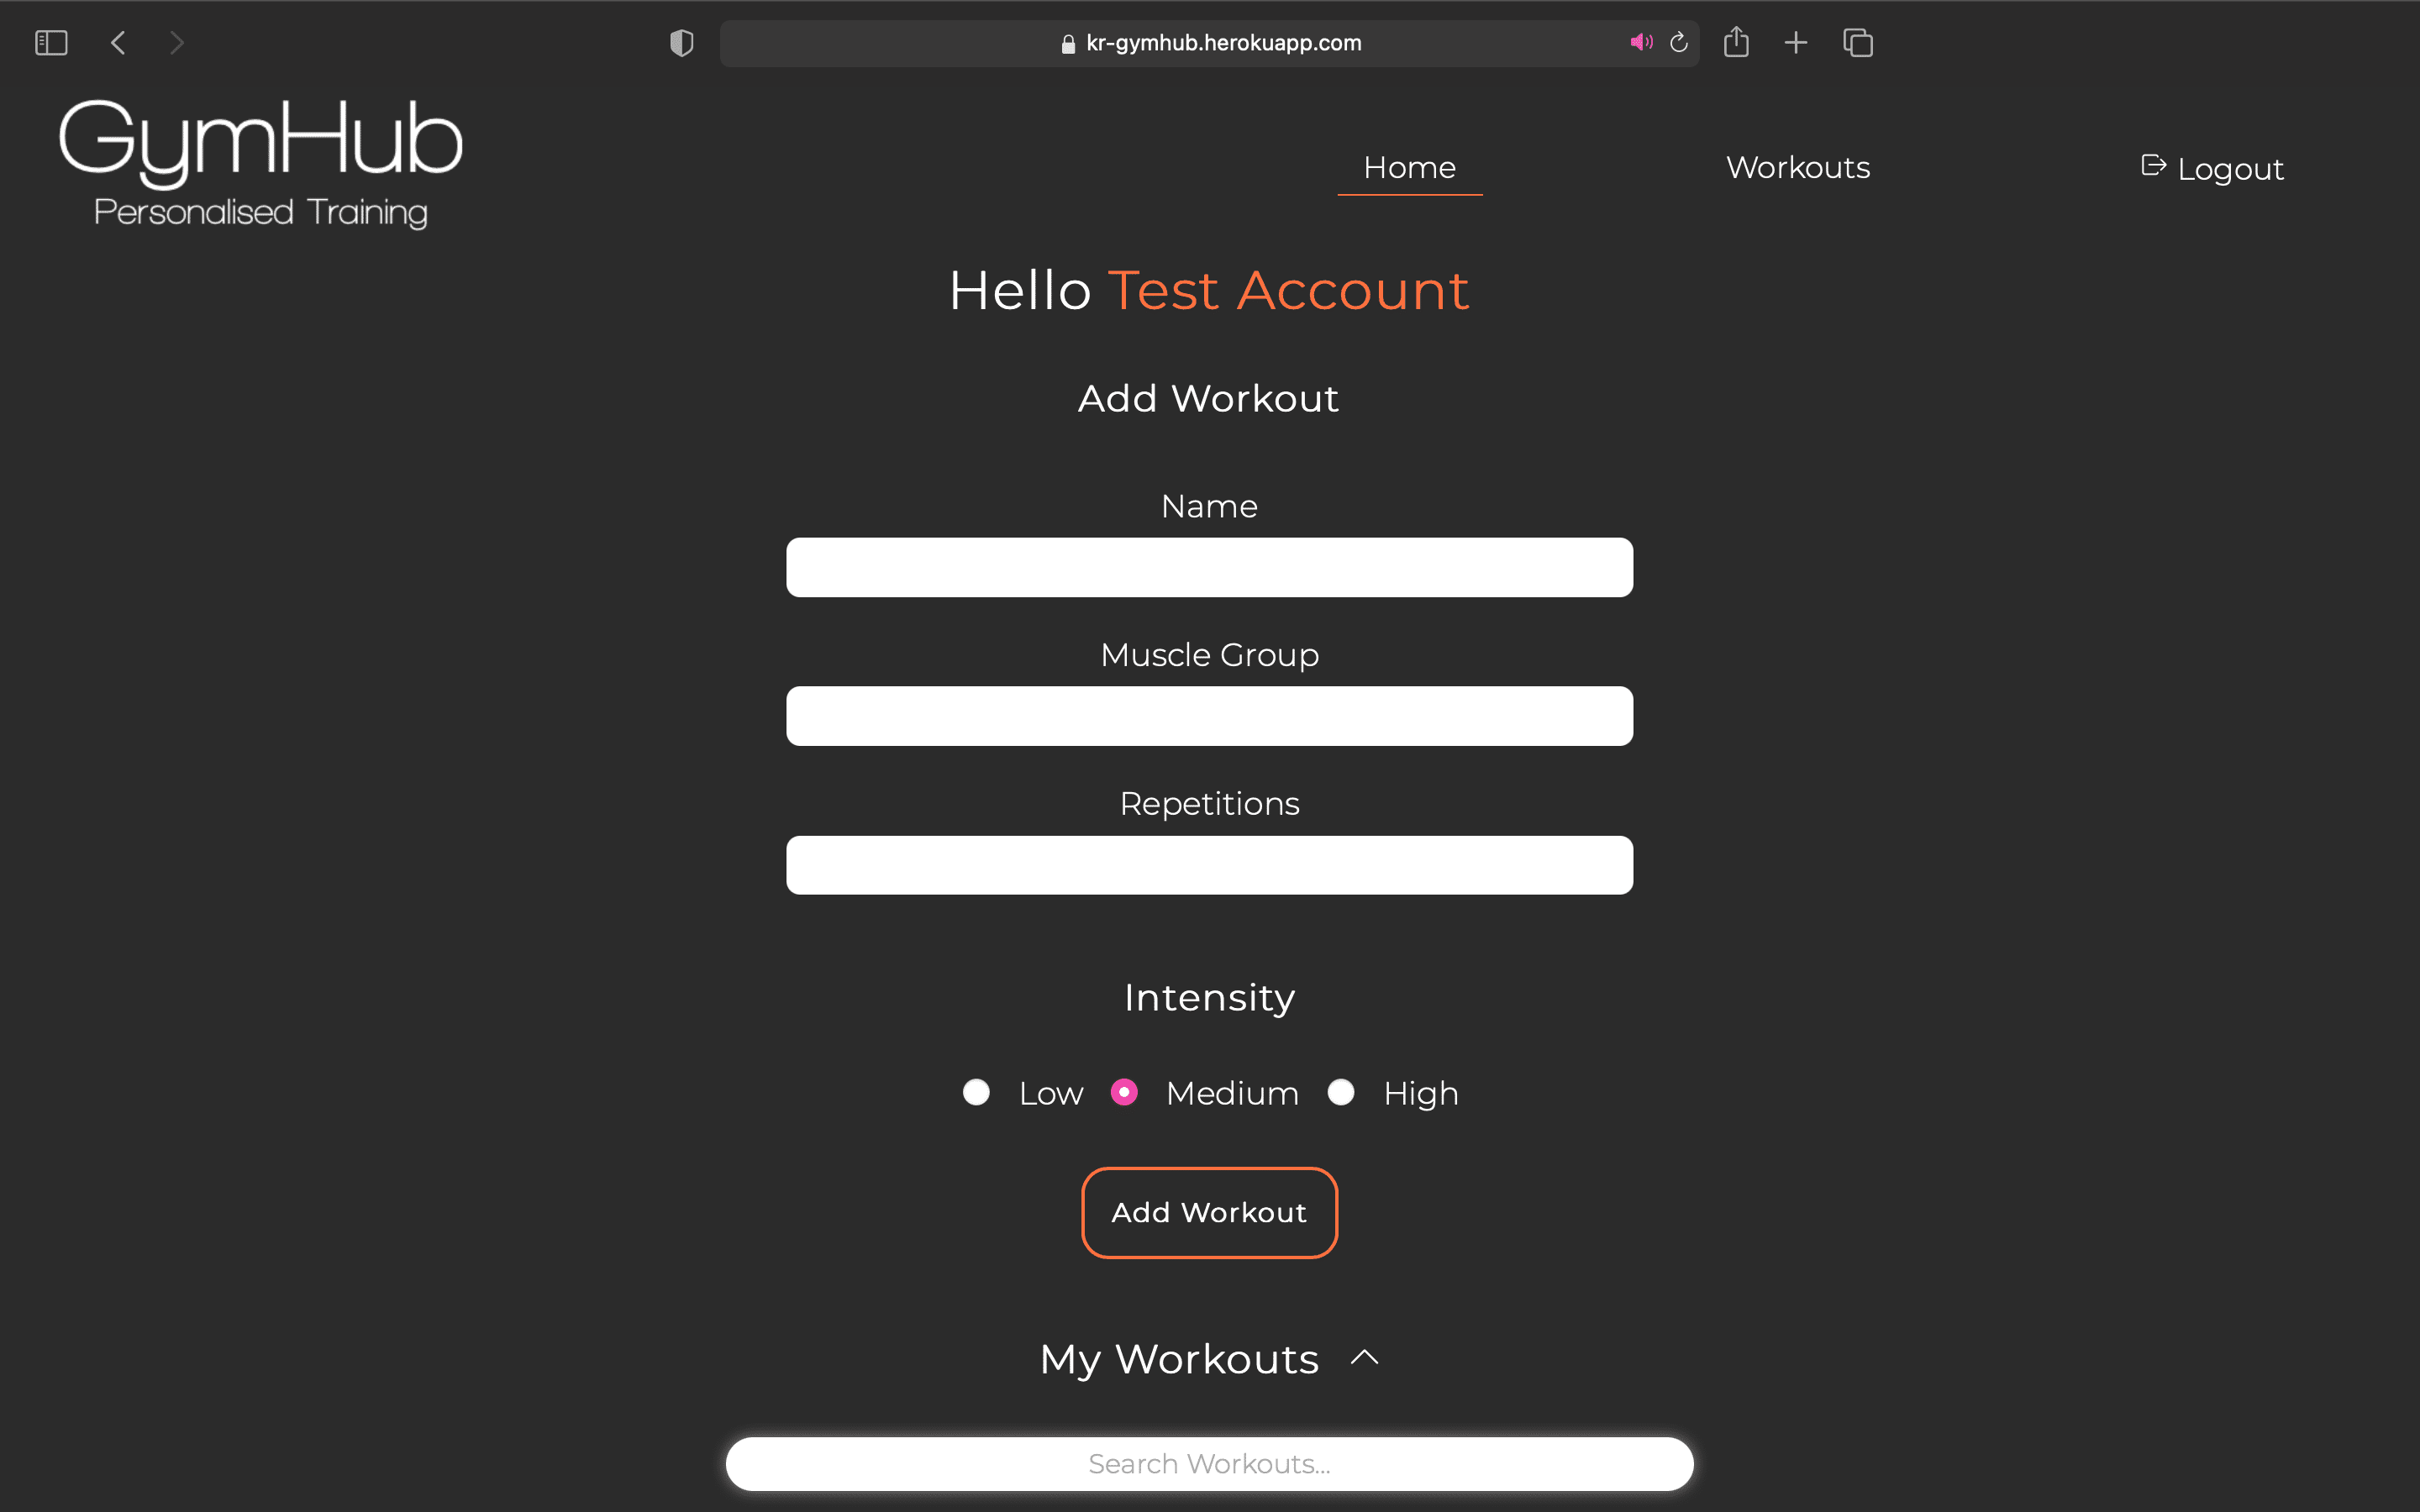 kr-gymhub.herokuapp.com
GymHub
Personalised Training
Home
Workouts
Logout
Hello Test Account
Add Workout
Name
Muscle Group
Repetitions
Intensity
Low Medium High
Add Workout
My Workouts
Search Workouts...